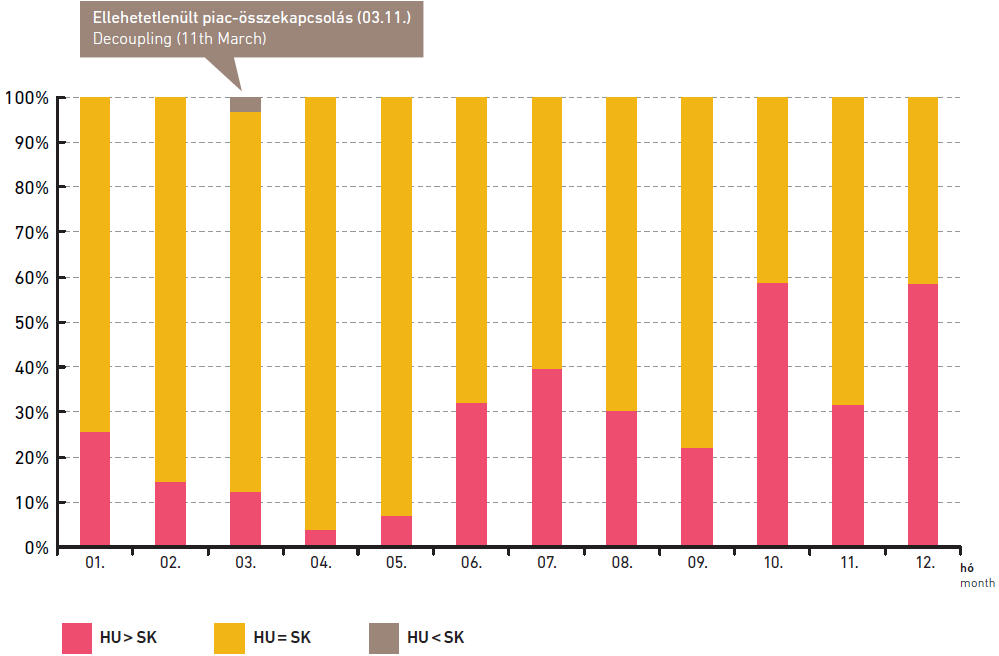 Ellehetetlenült piac-összekapcsolás (03.11.)
Decoupling (11th March)
100%
90%
80%
70%
60%
50%
40%
30%
20%
10%
0%
01. 02. 03. 04. 05. 06. 07. 08. 09. 10. 11. 12.
hó
month
HU > SK HU = SK HU < SK